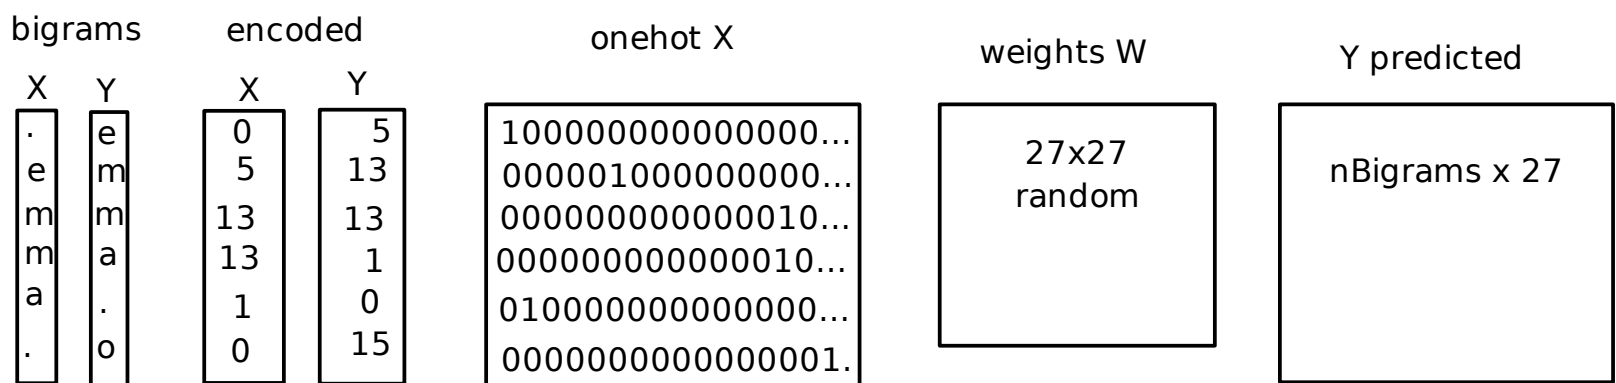 bigrams
encoded
onehot X
weights W
Y predicted
X Y
X Y
. e
e m
m m
m a
a .
. o
0 5
5 13
13 13
13 1
1 0
0 15
100000000000000...
000001000000000...
000000000000010...
000000000000010...
010000000000000...
0000000000000001.
27x27
random
nBigrams x 27